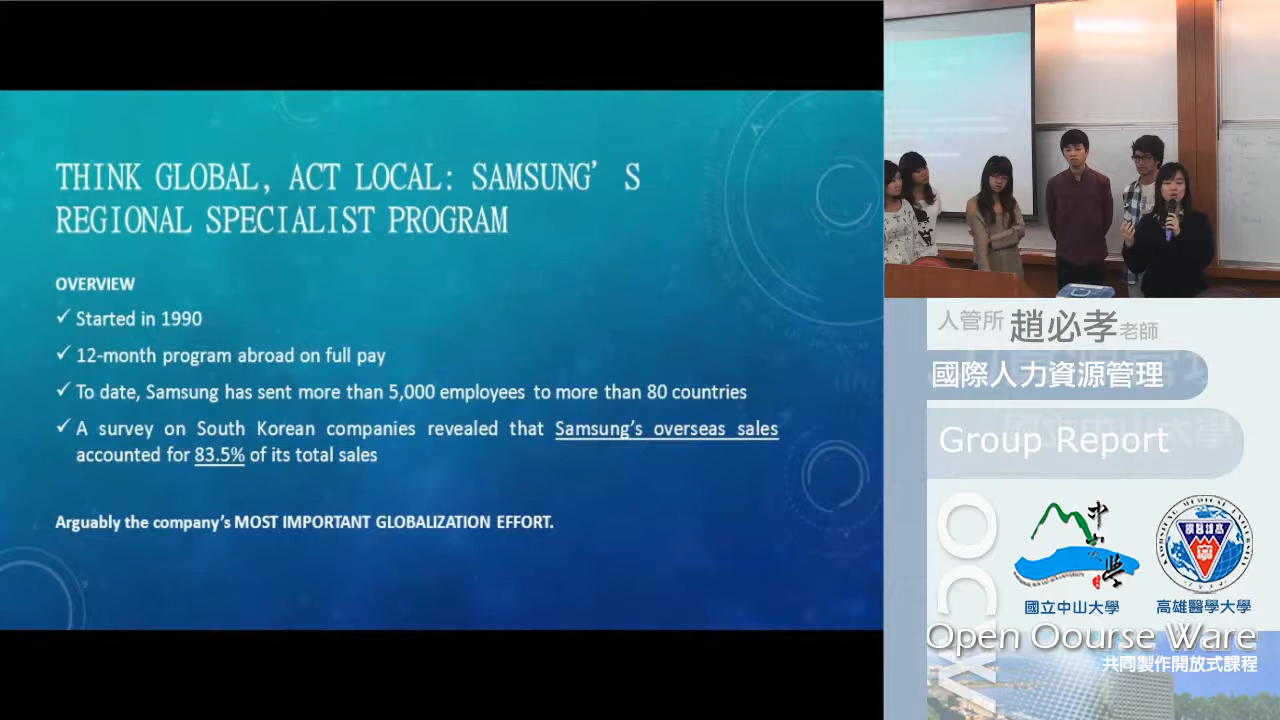 THINK GLOBAL, ACT LOCAL: SAMSUNG’S
REGIONAL SPECIALIST PROGRAM
OVERVIEW
✓ Started in 1990
✓ 12-month program abroad on full pay
✓ To date, Samsung has sent more than 5,000 employees to more than 80 countries
✓ A survey on South Korean companies revealed that Samsung’s overseas sales
accounted for 83.5% of its total sales
Arguably the company’s MOST IMPORTANT GLOBALIZATION EFFORT.
人管所 趙必孝老師
國際人力資源管理
Group Report
OCW
國立中山大學
高雄醫學大學
Open Oourse Ware
共同製作開放式課程